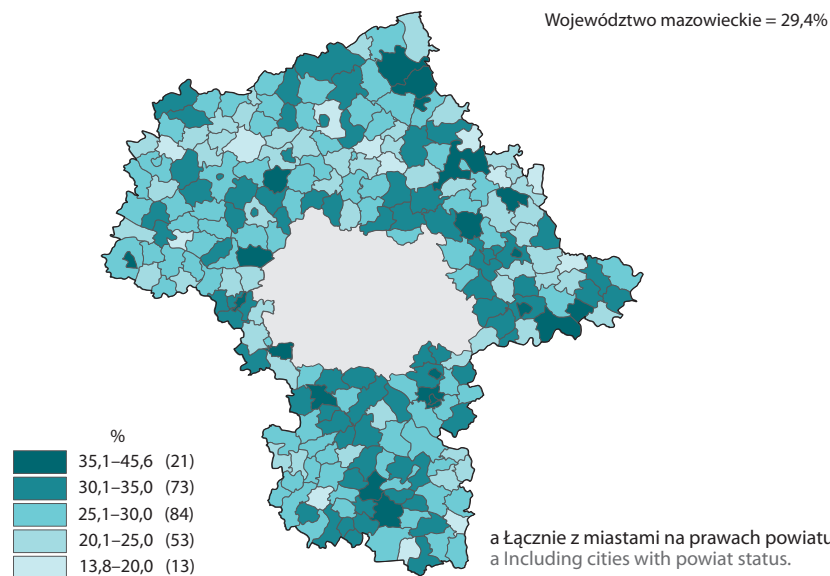 Województwo mazowieckie = 29,4%
%
35,1–45,6 (21)
30,1–35,0 (73)
25,1–30,0 (84)
20,1–25,0 (53)
13,8–20,0 (13)
a Łącznie z miastami na prawach powiatu
a Including cities with powiat status.